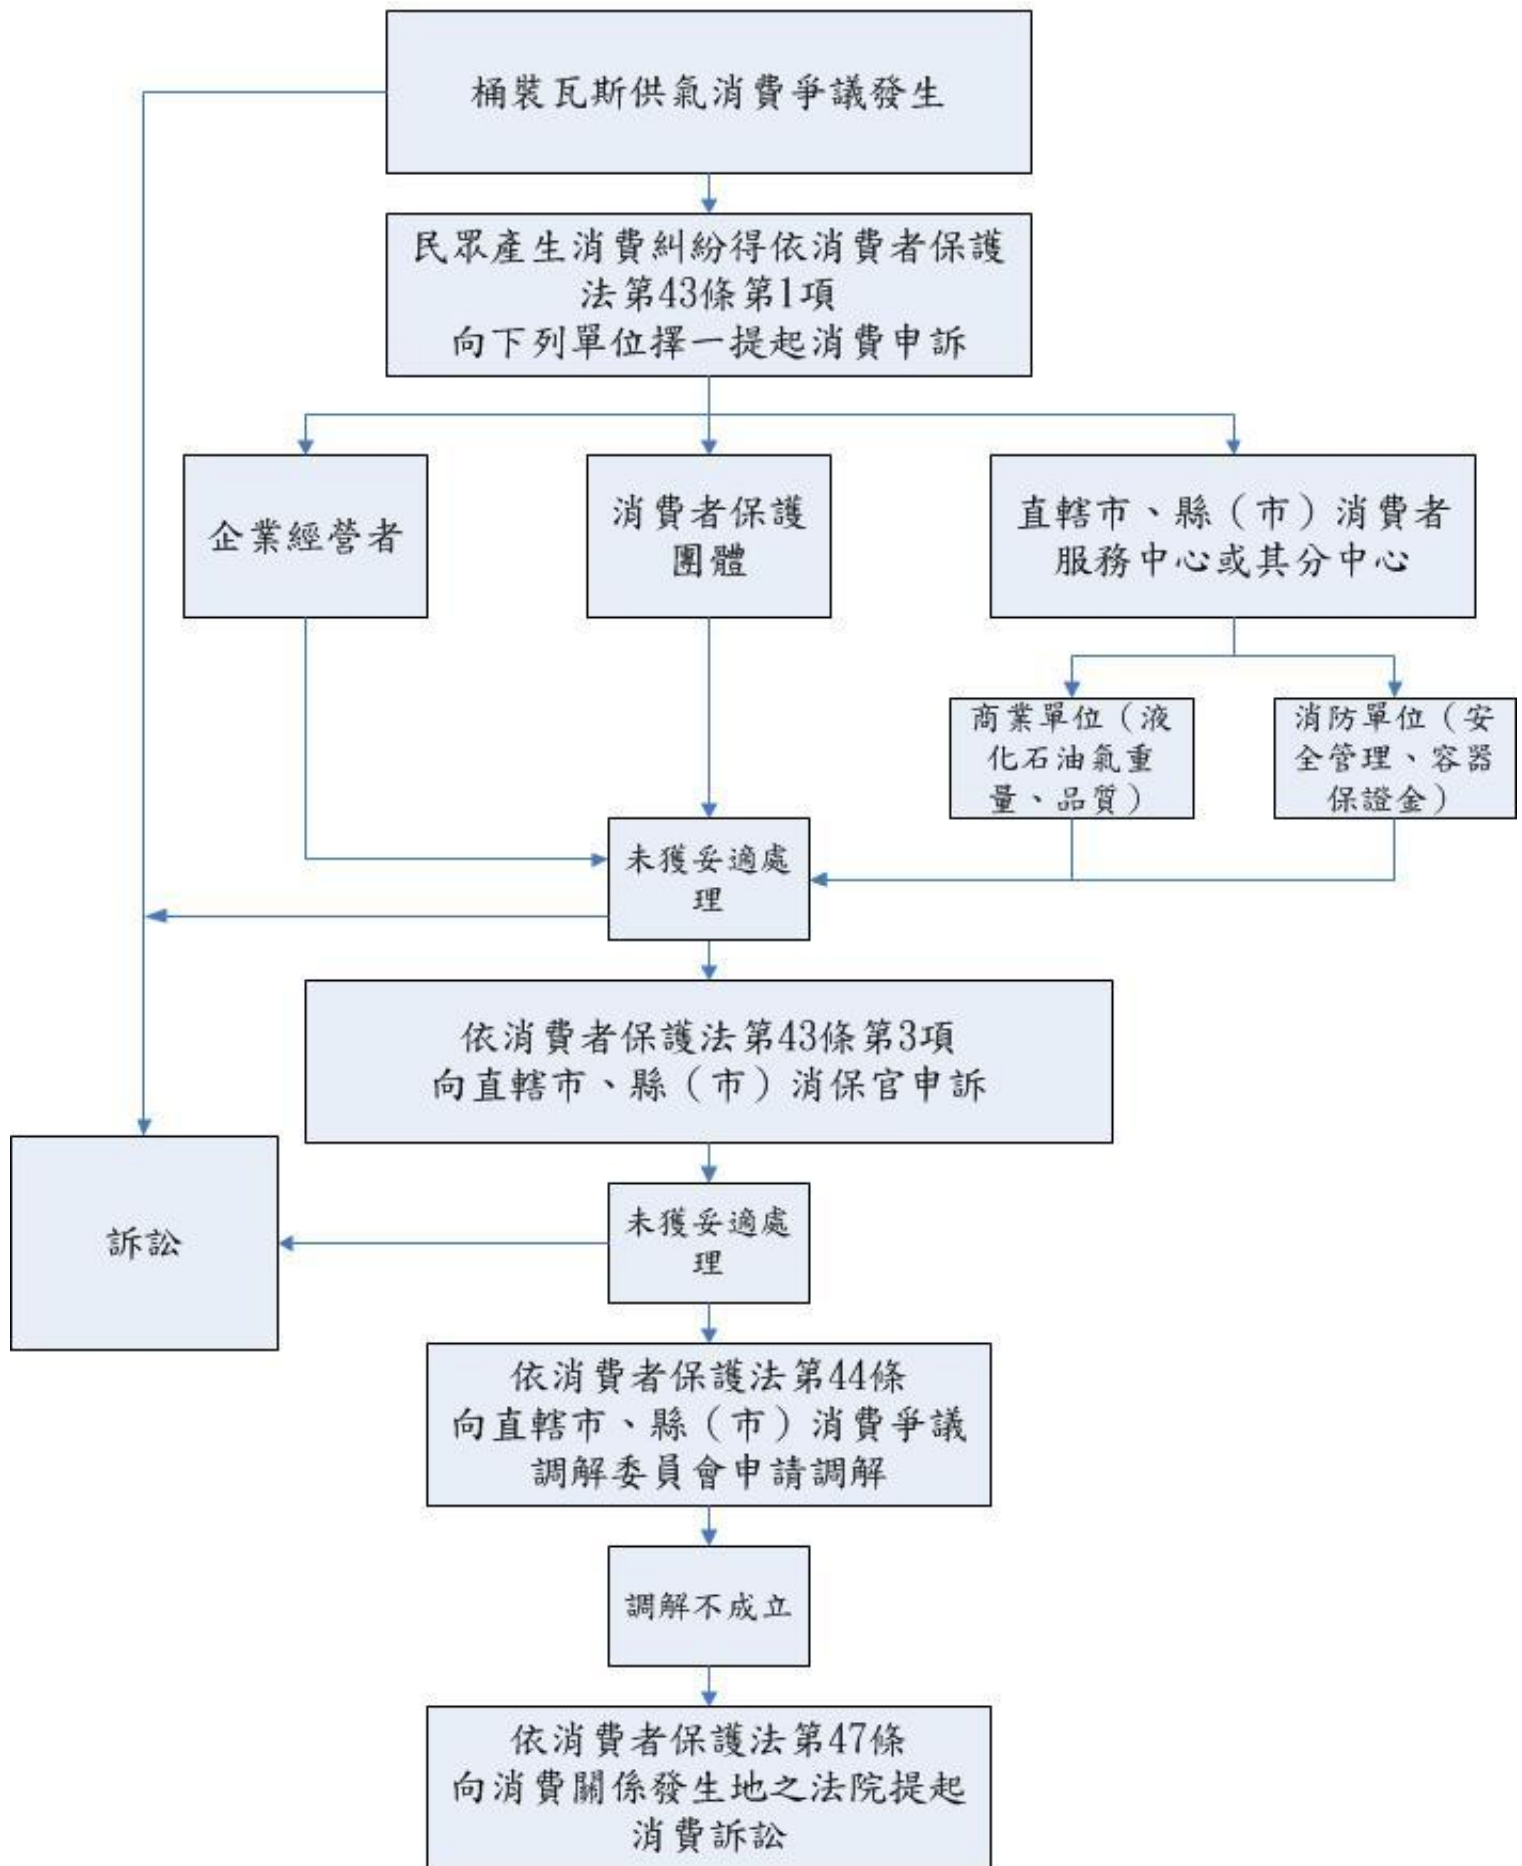 桶裝瓦斯供氣消費爭議發生
民眾產生消費糾紛得依消費者保護
法第43條第1項
向下列單位擇一提起消費申訴
企業經營者
消費者保護
團體
直轄市、縣（市）消費者
服務中心或其分中心
商業單位（液
化石油氣重
量、品質）
消防單位（安
全管理、容器
保證金）
未獲妥適處
理
依消費者保護法第43條第3項
向直轄市、縣（市）消保官申訴
訴訟
未獲妥適處
理
依消費者保護法第44條
向直轄市、縣（市）消費爭議
調解委員會申請調解
調解不成立
依消費者保護法第47條
向消費關係發生地之法院提起
消費訴訟